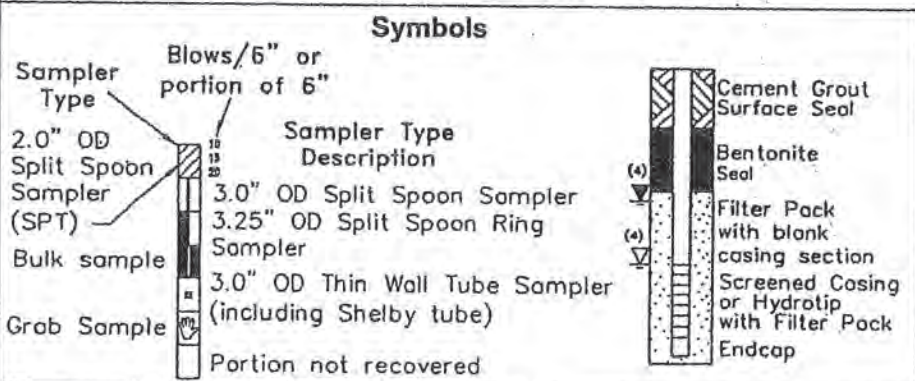 Symbols
Blows/6" or
portion of 6"
Sampler
Type
10
15
20
2.0" OD
Split Spoon
Sampler
(SPT)
Sampler Type
Description
3.0" OD Split Spoon Sampler
3.25" OD Split Spoon Ring
Sampler
Bulk sample
3.0" OD Thin Wall Tube Sampler
(including Shelby tube)
Grab Sample
Portion not recovered
Cement Grout
Surface Seal
Bentonite
Seal
(4)
Filter Pack
with blank
casing section
(4)
Screened Casing
or Hydrotip
with Filter Pack
Endcap